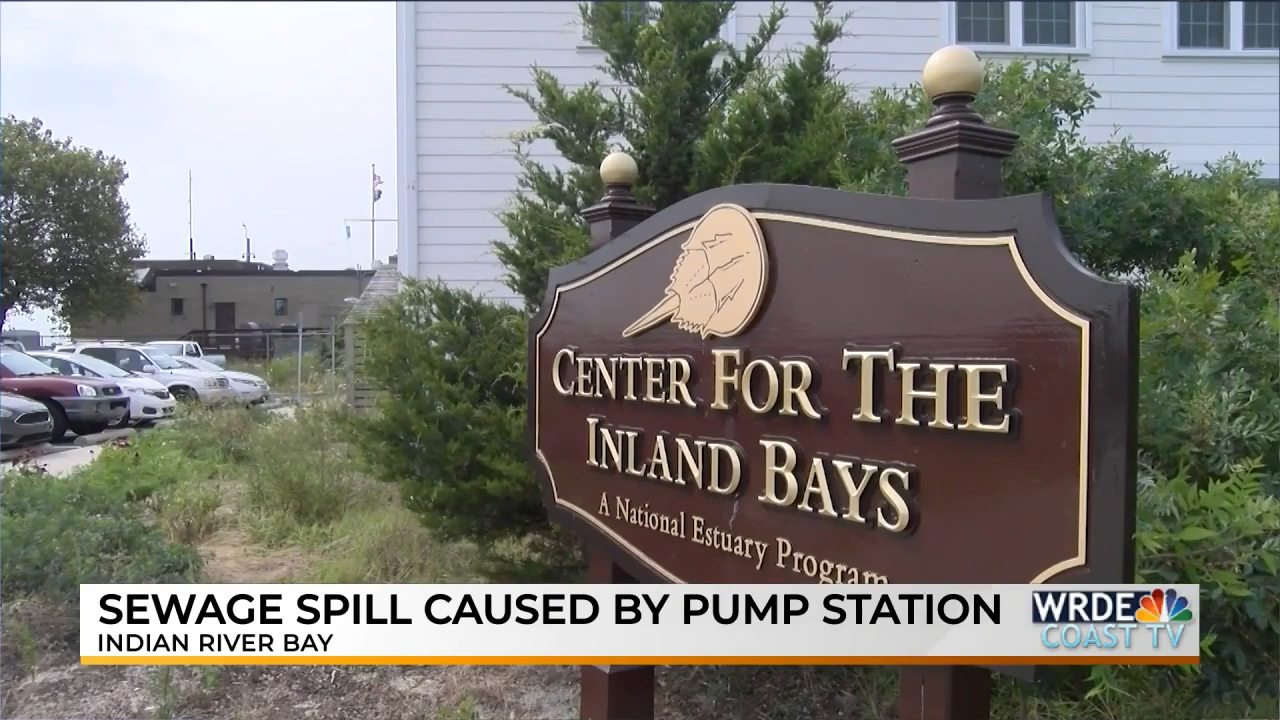 CENTER FOR THE
INLAND BAYS
A National Estuary Program
SEWAGE SPILL CAUSED BY PUMP STATION
INDIAN RIVER BAY
WRDE
COAST TV